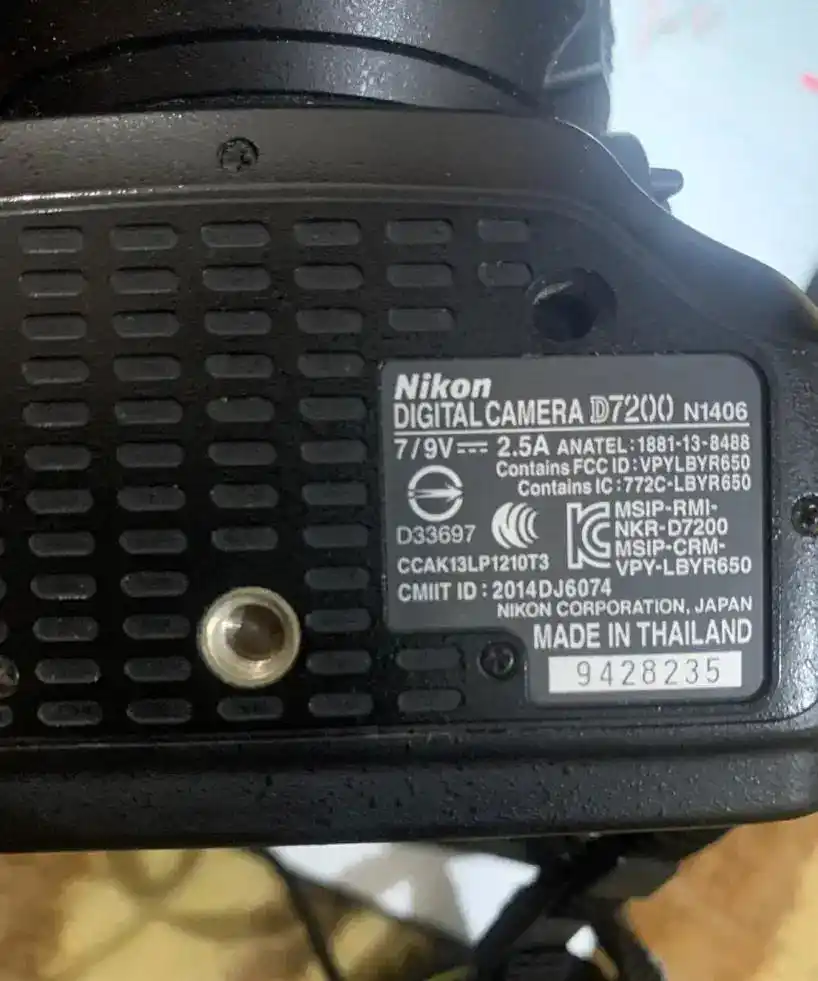 Nikon
DIGITAL CAMERA D7200 N1406
7/9V⎓ 2.5A ANATEL:1881-13-8488
Contains FCC ID:VPYLBYR650
Contains IC:772C-LBYR650
D33697
MSIP-RMI-
NKR-D7200
MSIP-CRM-
VPY-LBYR650
CCAK13LP1210T3
CMIIT ID:2014DJ6074
NIKON CORPORATION, JAPAN
MADE IN THAILAND
9428235